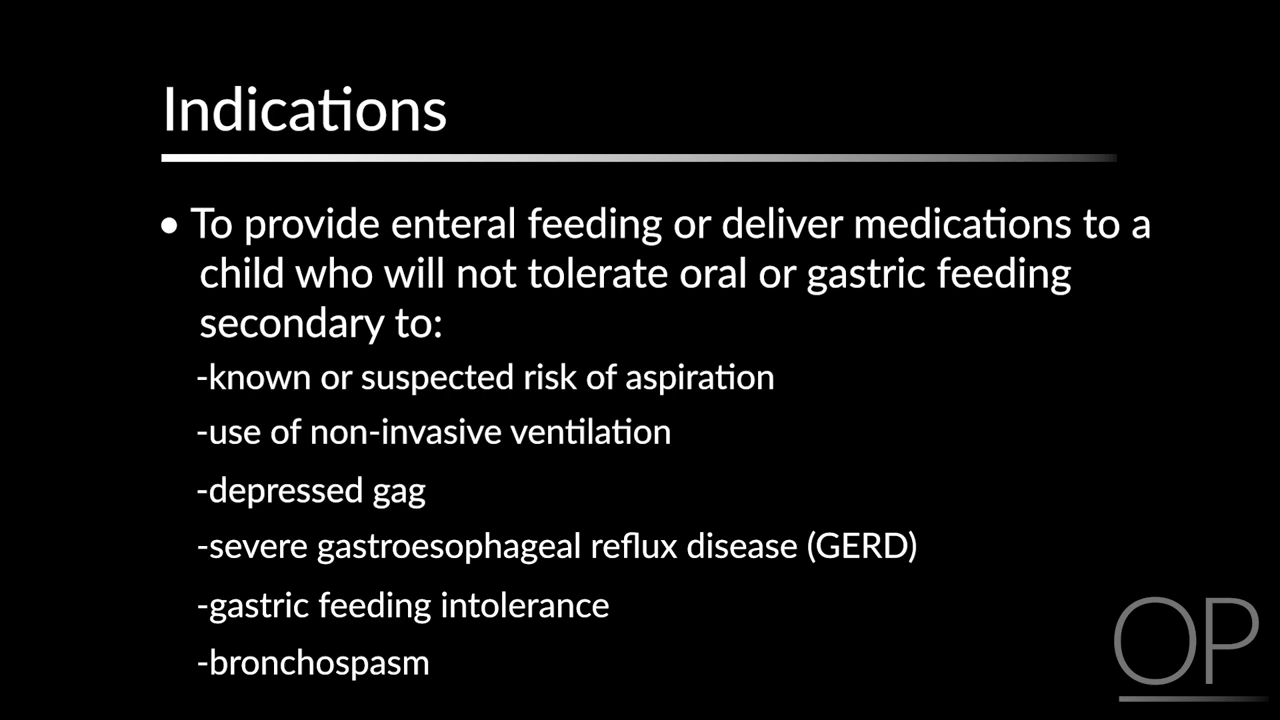 Indications
• To provide enteral feeding or deliver medications to a
child who will not tolerate oral or gastric feeding
secondary to:
-known or suspected risk of aspiration
-use of non-invasive ventilation
-depressed gag
-severe gastroesophageal reflux disease (GERD)
-gastric feeding intolerance
-bronchospasm
OP